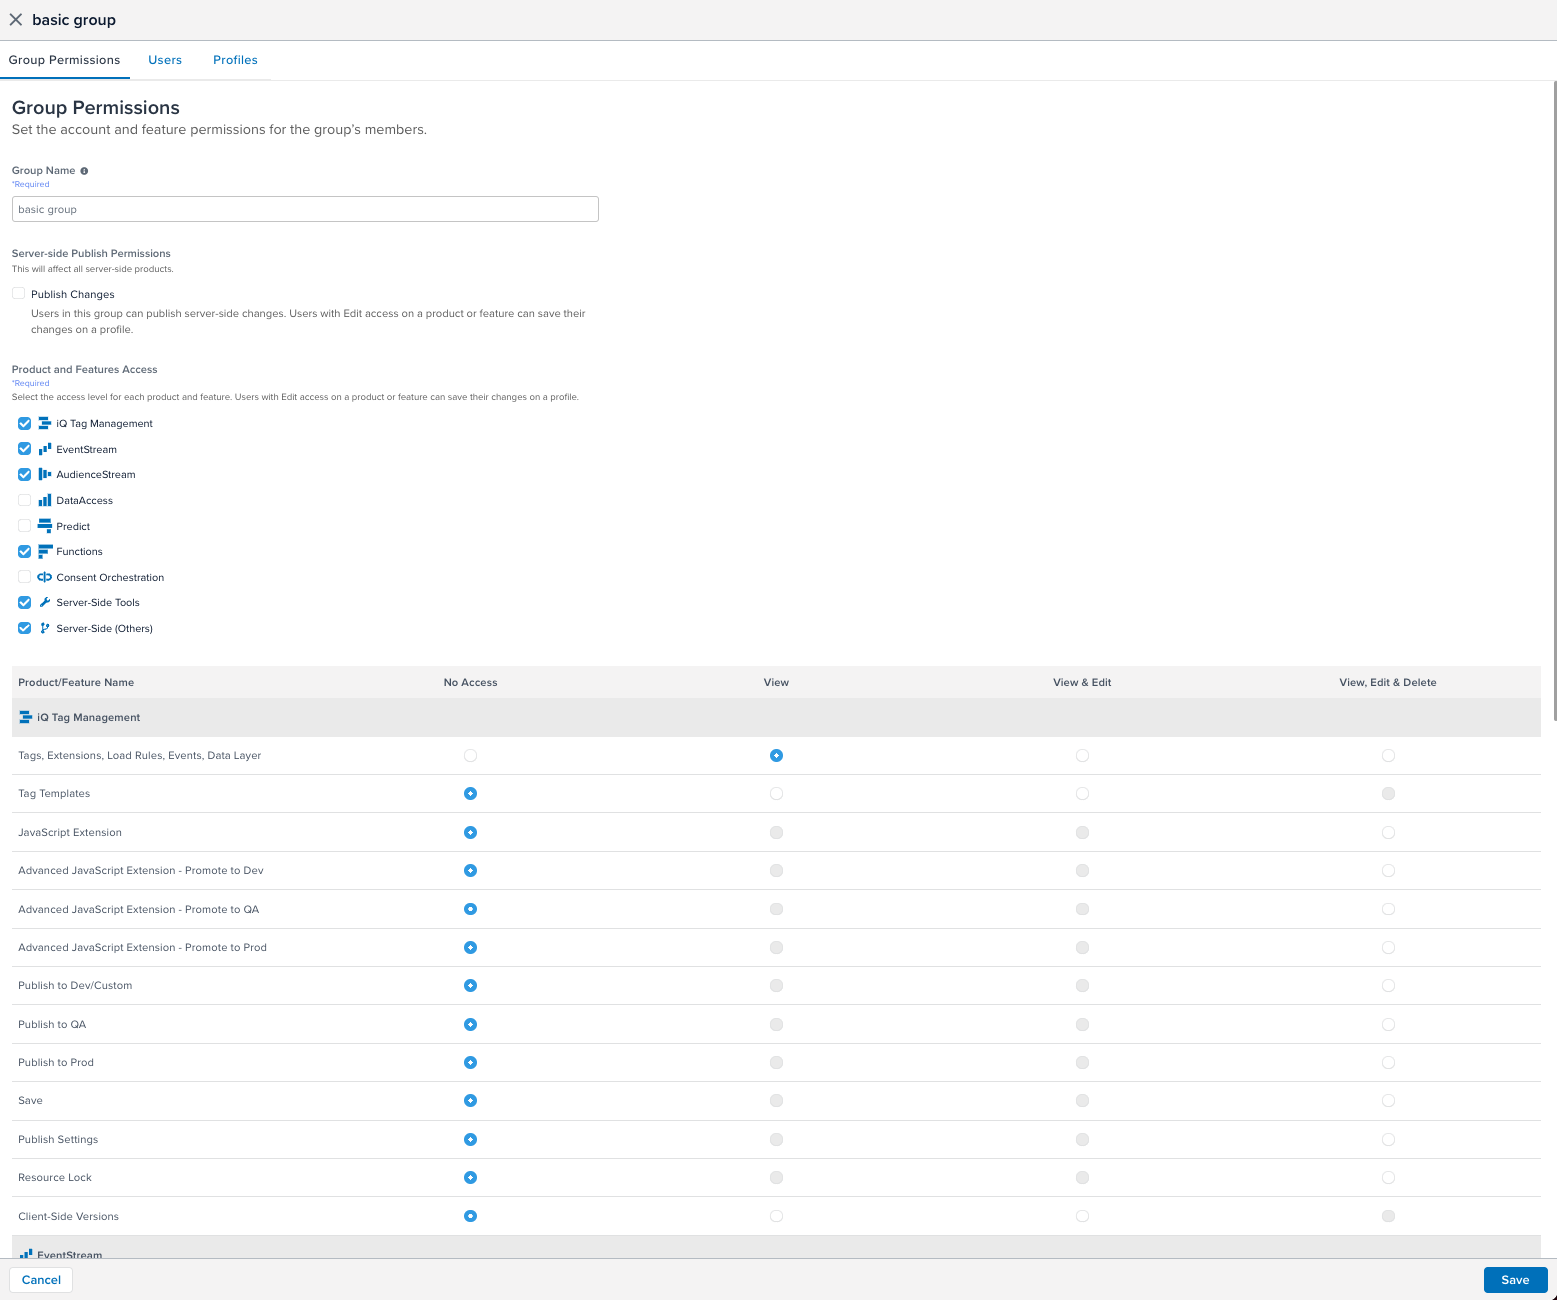 basic group
Group Permissions
Users
Profiles
Group Permissions
Set the account and feature permissions for the group's members.
Group Name
*Required
basic group
Server-side Publish Permissions
This will affect all server-side products.
Publish Changes
Users in this group can publish server-side changes. Users with Edit access on a product or feature can save their
changes on a profile.
Product and Features Access
*Required
Select the access level for each product and feature. Users with Edit access on a product or feature can save their changes on a profile.
iQ Tag Management
EventStream
AudienceStream
DataAccess
Predict
Functions
Consent Orchestration
Server-Side Tools
Server-Side (Others)
Product/Feature Name No Access View View & Edit View, Edit & Delete
iQ Tag Management
Tags, Extensions, Load Rules, Events, Data Layer
Tag Templates
JavaScript Extension
Advanced JavaScript Extension - Promote to Dev
Advanced JavaScript Extension - Promote to QA
Advanced JavaScript Extension - Promote to Prod
Publish to Dev/Custom
Publish to QA
Publish to Prod
Save
Publish Settings
Resource Lock
Client-Side Versions
EventStream
Cancel
Save